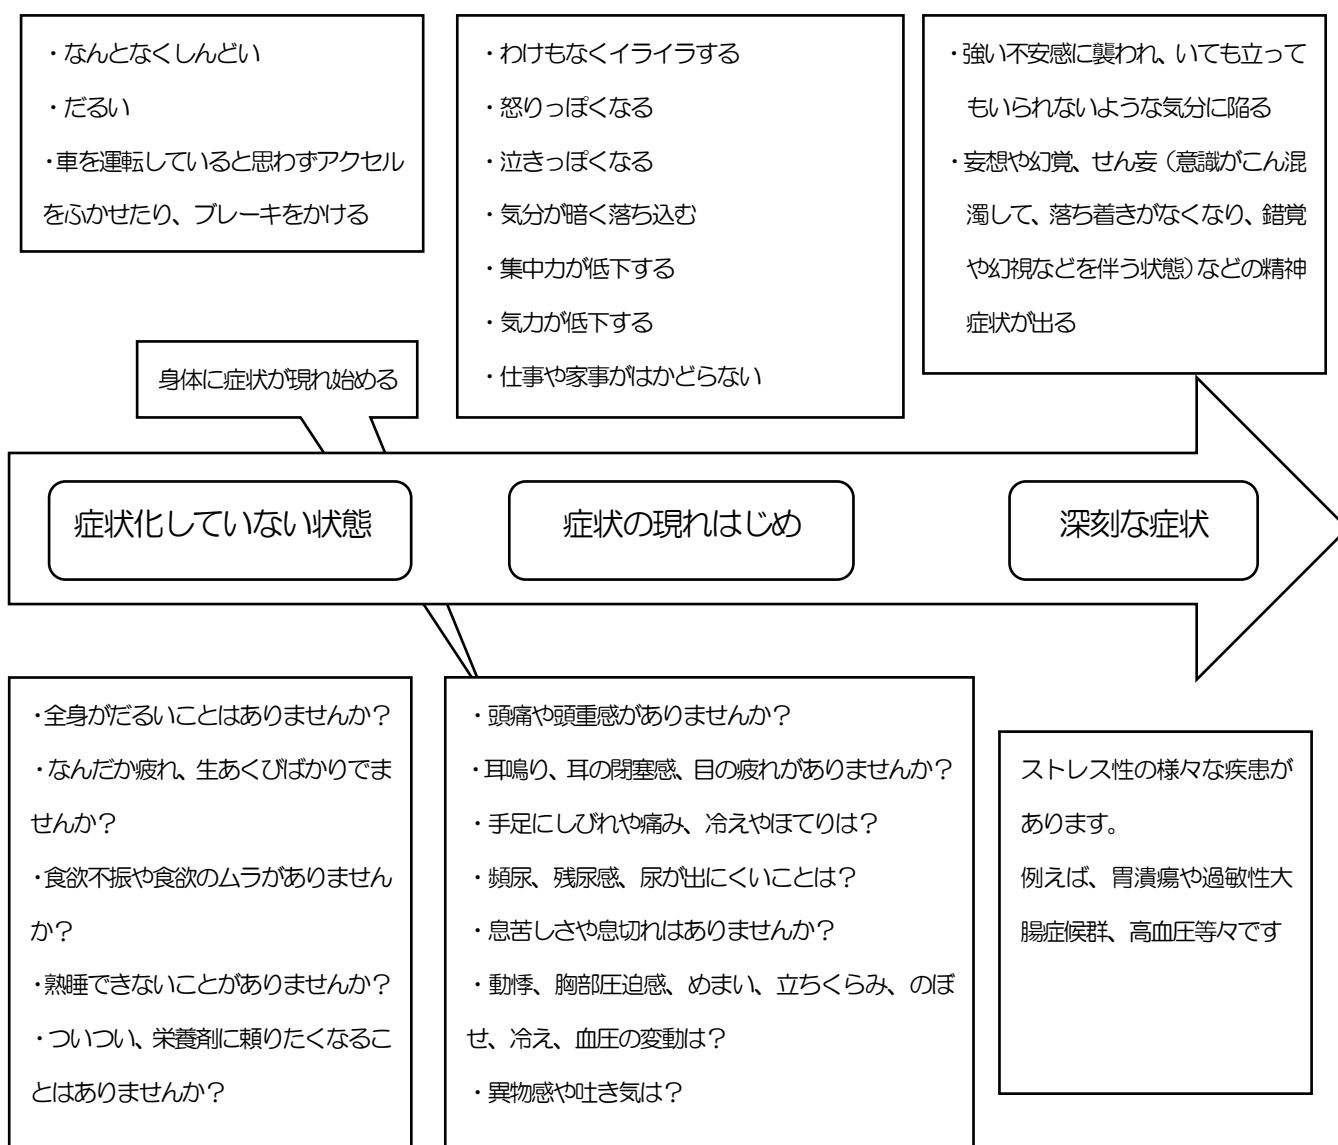 ・なんとなくしんどい
・だるい
・車を運転していると思わずアクセル
をふかせたり、ブレーキをかける
・わけもなくイライラする
・怒りっぽくなる
・泣きっぽくなる
・気分が暗く落ち込む
・集中力が低下する
・気力が低下する
・仕事や家事がはかどらない
・強い不安感に襲われ、いても立って
もいられないような気分に陥る
・妄想や幻覚、せん妄（意識がこん混
濁して、落ち着きがなくなり、錯覚
や幻視などを伴う状態）などの精神
症状が出る
身体に症状が現れ始める
症状化していない状態
症状の現れはじめ
深刻な症状
・全身がだるいことはありませんか？
・なんだか疲れ、生あくびばかりでま
せんか？
・食欲不振や食欲のムラがありません
か？
・熟睡できないことがありませんか？
・ついつい、栄養剤に頼りたくなるこ
とはありませんか？
・頭痛や頭重感がありませんか？
・耳鳴り、耳の閉塞感、目の疲れがありませんか？
・手足にしびれや痛み、冷えやほてりは？
・頻尿、残尿感、尿が出にくいことは？
・息苦しさや息切れはありませんか？
・動悸、胸部圧迫感、めまい、立ちくらみ、のぼ
せ、冷え、血圧の変動は？
・異物感や吐き気は？
ストレス性の様々な疾患が
あります。
例えば、胃潰瘍や過敏性大
腸症候群、高血圧等々です